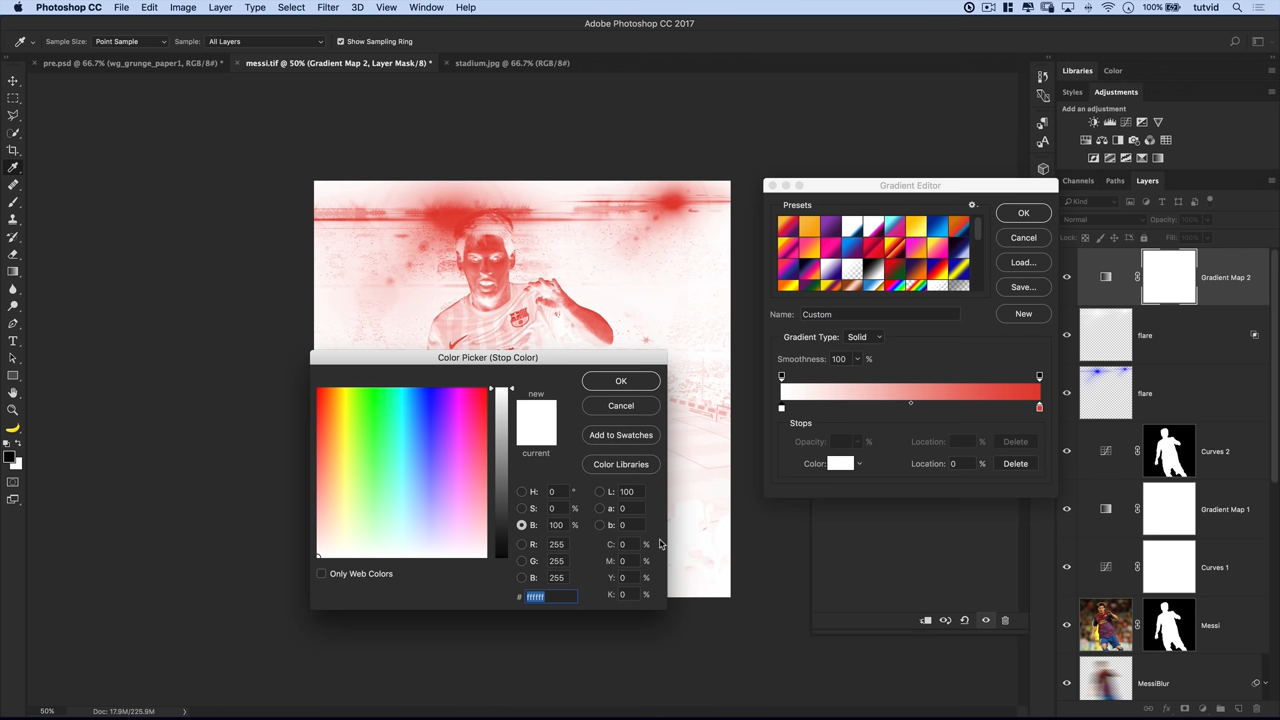 Photoshop CC File Edit Image Layer Type Select Filter 3D View Window Help 100% tutvid
Adobe Photoshop CC 2017
Sample Size: Point Sample Sample: All Layers Show Sampling Ring
pre.psd @ 66.7% (wg_grunge_paper1, RGB/8#) * messi.tif @ 50% (Gradient Map 2, Layer Mask/8) * stadium.jpg @ 66.7% (RGB/8#)
Libraries Color
Styles Adjustments
Add an adjustment
Channels Paths Layers
Kind
Normal Opacity: 100%
Lock: Fill: 100%
Gradient Map 2
flare
flare
Curves 2
Gradient Map 1
Curves 1
Messi
MessiBlur
Gradient Editor
Presets
OK
Cancel
Load...
Save...
Name: Custom New
Gradient Type: Solid
Smoothness: 100 %
Stops
Opacity: % Location: % Delete
Color: Location: 0 % Delete
Color Picker (Stop Color)
new
current
OK
Cancel
Add to Swatches
Color Libraries
H: 0 ° L: 100
S: 0 % a: 0
B: 100 % b: 0
R: 255 C: 0 %
G: 255 M: 0 %
B: 255 Y: 0 %
# ffffff K: 0 %
Only Web Colors
50% Doc: 17.9M/225.9M